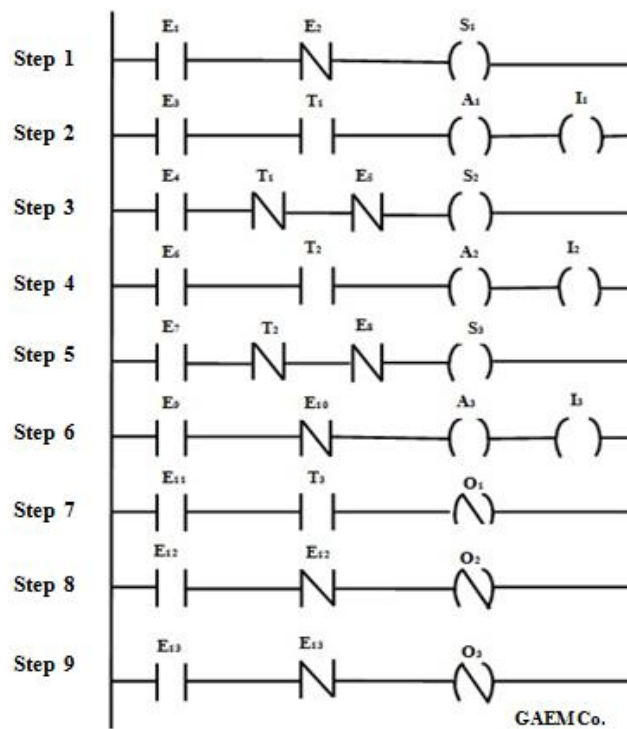 E₁ E₂ S₁
Step 1
E₃ T₁ A₁ I₁
Step 2
E₄ T₁ E₅ S₂
Step 3
E₆ T₂ A₂ I₂
Step 4
E₇ T₂ E₈ S₃
Step 5
E₉ E₁₀ A₃ I₃
Step 6
E₁₁ T₃ O₁
Step 7
E₁₂ E₁₂ O₂
Step 8
E₁₃ E₁₃ O₃
Step 9
GAEM Co.